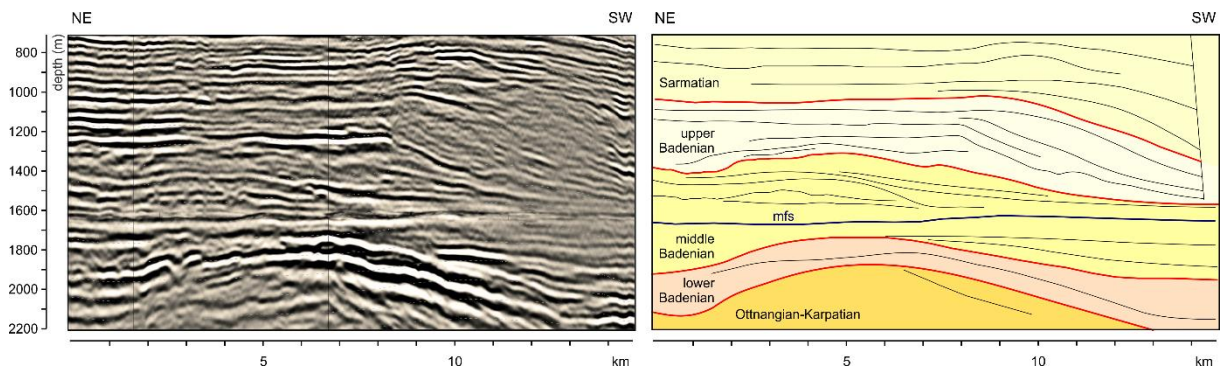 NE SW
depth (m)
800
1000
1200
1400
1600
1800
2000
2200
5 10 km
NE SW
Sarmatian
upper
Badenian
mfs
middle
Badenian
lower
Badenian
Ottnangian-Karpatian
5 10 km